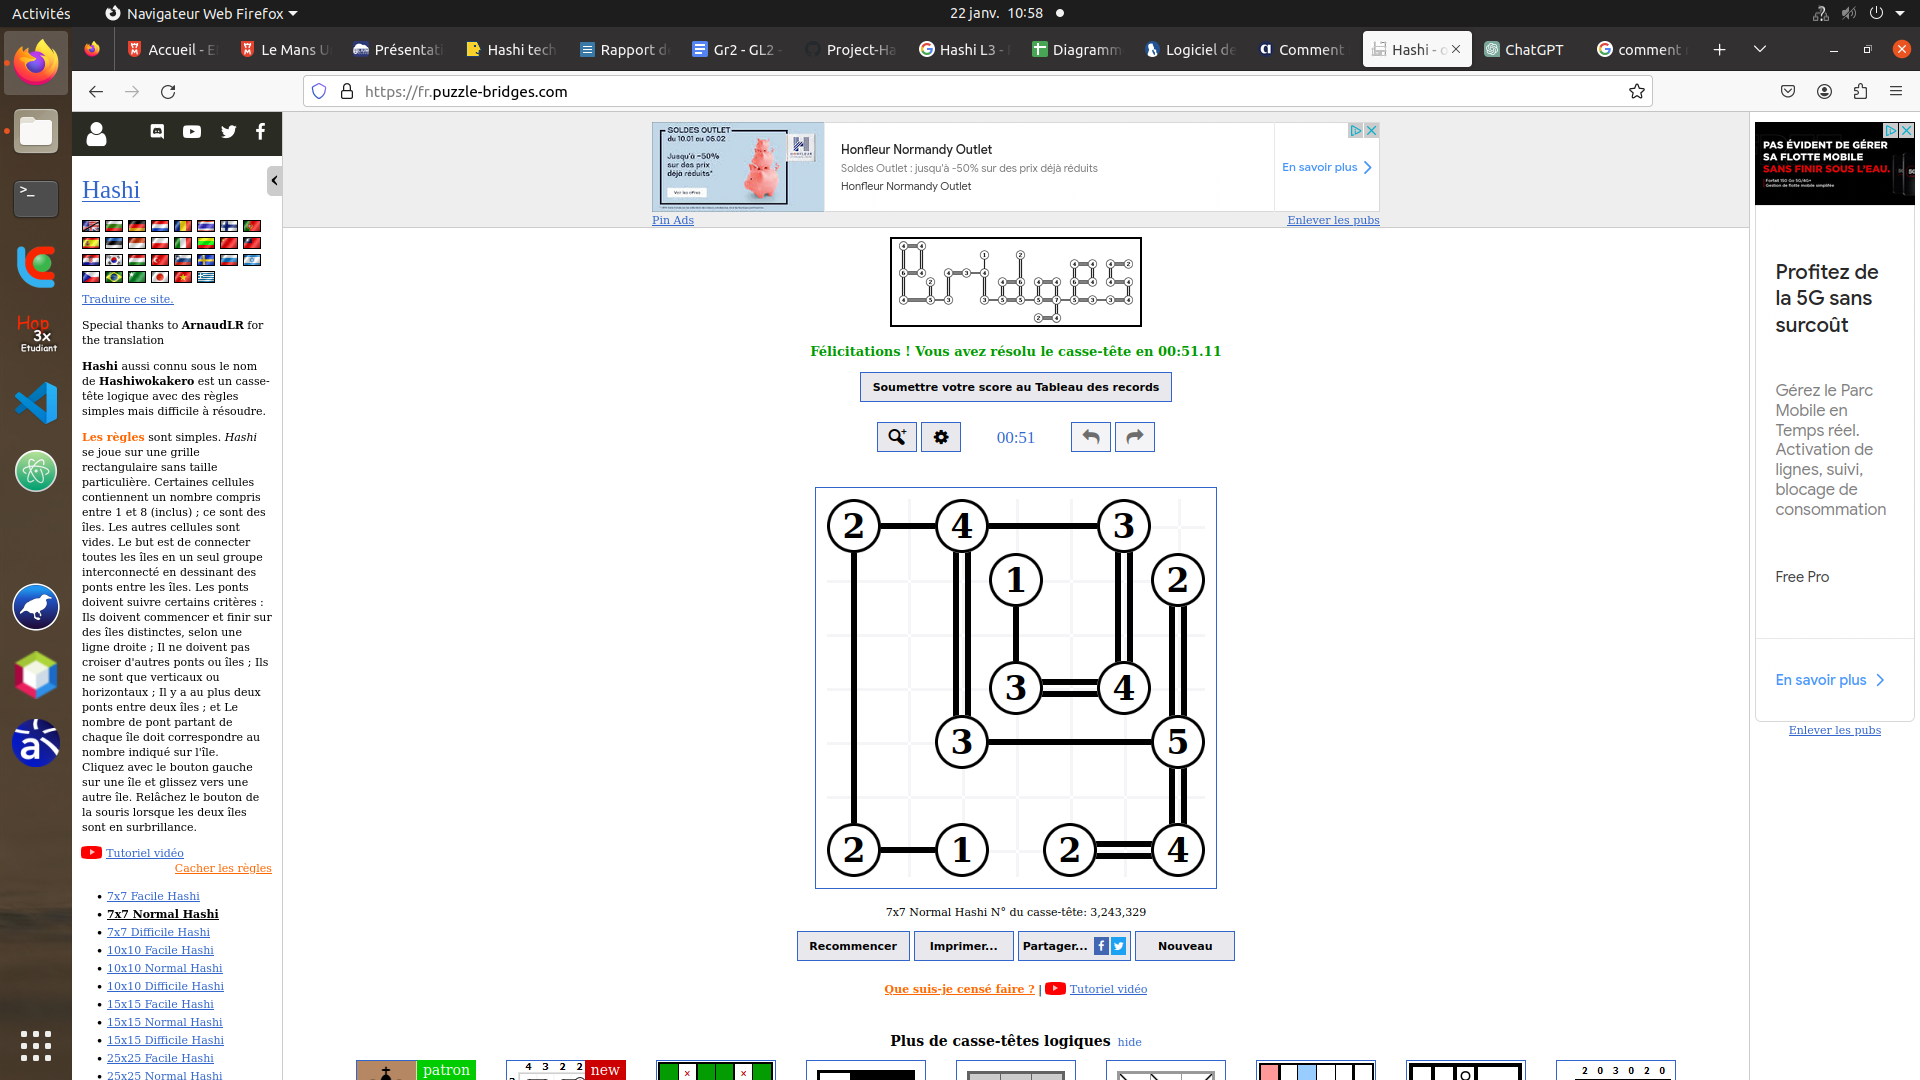 Activités
Navigateur Web Firefox
22 janv. 10:58
Accueil - E
Le Mans U
Présentati
Hashi tech
Rapport d
Gr2 - GL2 -
Project-Ha
Hashi L3 -
Diagramm
Logiciel de
Comment
Hashi - o
ChatGPT
comment
https://fr.puzzle-bridges.com
Hop
3x
Etudiant
Hashi
Traduire ce site.
Special thanks to ArnaudLR for
the translation
Hashi aussi connu sous le nom
de Hashiwokakero est un casse-
tête logique avec des règles
simples mais difficile à résoudre.
Les règles sont simples. Hashi
se joue sur une grille
rectangulaire sans taille
particulière. Certaines cellules
contiennent un nombre compris
entre 1 et 8 (inclus) ; ce sont des
îles. Les autres cellules sont
vides. Le but est de connecter
toutes les îles en un seul groupe
interconnecté en dessinant des
ponts entre les îles. Les ponts
doivent suivre certains critères :
Ils doivent commencer et finir sur
des îles distinctes, selon une
ligne droite ; Il ne doivent pas
croiser d'autres ponts ou îles ; Ils
ne sont que verticaux ou
horizontaux ; Il y a au plus deux
ponts entre deux îles ; et Le
nombre de pont partant de
chaque île doit correspondre au
nombre indiqué sur l'île.
Cliquez avec le bouton gauche
sur une île et glissez vers une
autre île. Relâchez le bouton de
la souris lorsque les deux îles
sont en surbrillance.
Tutoriel vidéo
Cacher les règles
7x7 Facile Hashi
7x7 Normal Hashi
7x7 Difficile Hashi
10x10 Facile Hashi
10x10 Normal Hashi
10x10 Difficile Hashi
15x15 Facile Hashi
15x15 Normal Hashi
15x15 Difficile Hashi
25x25 Facile Hashi
25x25 Normal Hashi
SOLDES OUTLET
du 10.01 au 06.02
Jusqu'à -50%
sur des prix
déjà réduits*
Honfleur Normandy Outlet
Soldes Outlet : jusqu'à -50% sur des prix déjà réduits
Honfleur Normandy Outlet
En savoir plus
Pin Ads
Enlever les pubs
Félicitations ! Vous avez résolu le casse-tête en 00:51.11
Soumettre votre score au Tableau des records
00:51
2 4 3
1 2
3 4
3 5
2 1 2 4
7x7 Normal Hashi N° du casse-tête: 3,243,329
Recommencer
Imprimer...
Partager...
Nouveau
Que suis-je censé faire ? | Tutoriel vidéo
Plus de casse-têtes logiques hide
patron
4 3 2 2
new
2 0 3 0 2 0
PAS ÉVIDENT DE GÉRER
SA FLOTTE MOBILE
SANS FINIR SOUS L'EAU.
Profitez de
la 5G sans
surcoût
Gérez le Parc
Mobile en
Temps réel.
Activation de
lignes, suivi,
blocage de
consommation
Free Pro
En savoir plus
Enlever les pubs